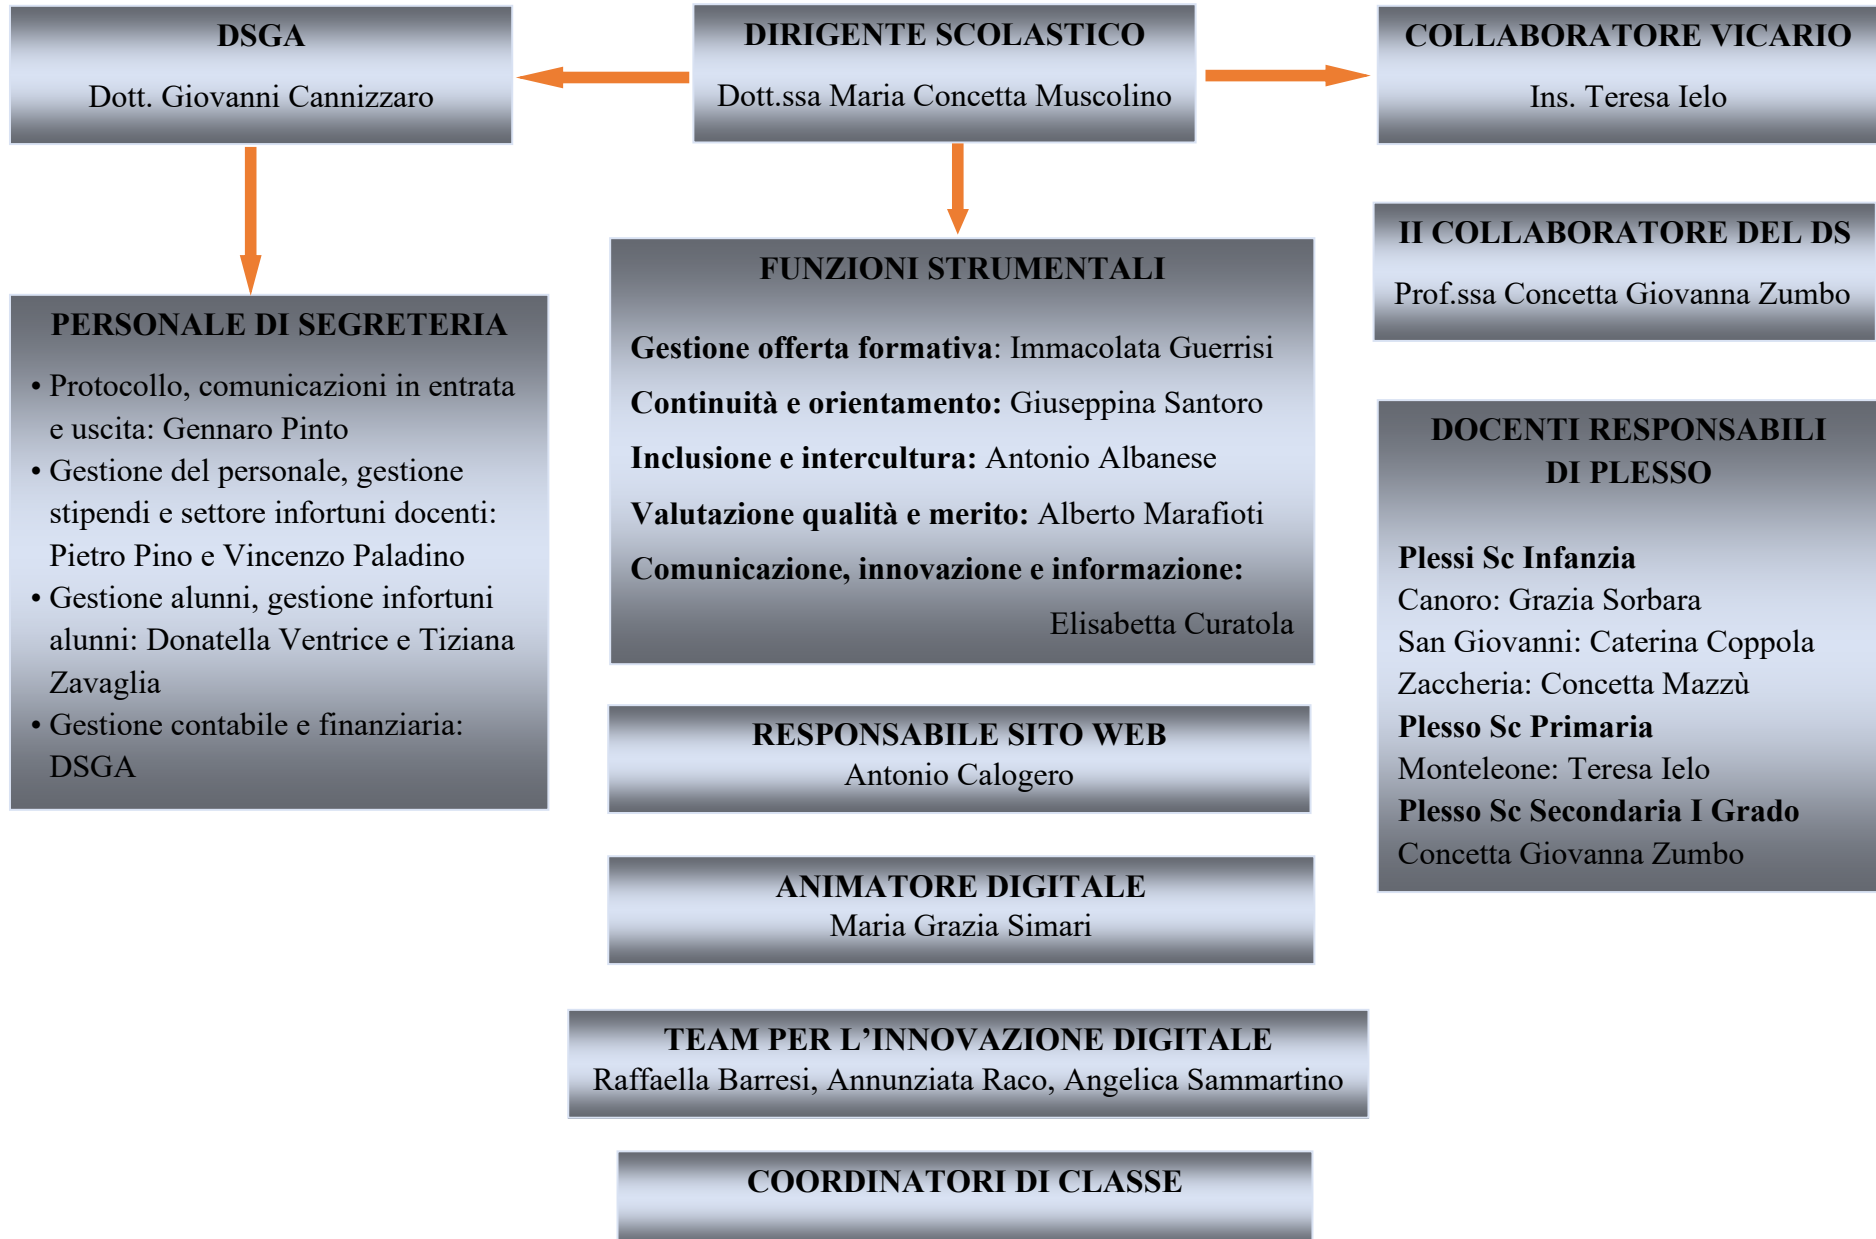 DSGA
Dott. Giovanni Cannizzaro
DIRIGENTE SCOLASTICO
Dott.ssa Maria Concetta Muscolino
COLLABORATORE VICARIO
Ins. Teresa Ielo
II COLLABORATORE DEL DS
Prof.ssa Concetta Giovanna Zumbo
PERSONALE DI SEGRETERIA
• Protocollo, comunicazioni in entrata
e uscita: Gennaro Pinto
• Gestione del personale, gestione
stipendi e settore infortuni docenti:
Pietro Pino e Vincenzo Paladino
• Gestione alunni, gestione infortuni
alunni: Donatella Ventrice e Tiziana
Zavaglia
• Gestione contabile e finanziaria:
DSGA
FUNZIONI STRUMENTALI
Gestione offerta formativa: Immacolata Guerrisi
Continuità e orientamento: Giuseppina Santoro
Inclusione e intercultura: Antonio Albanese
Valutazione qualità e merito: Alberto Marafioti
Comunicazione, innovazione e informazione:
Elisabetta Curatola
DOCENTI RESPONSABILI
DI PLESSO
Plessi Sc Infanzia
Canoro: Grazia Sorbara
San Giovanni: Caterina Coppola
Zaccheria: Concetta Mazzù
Plesso Sc Primaria
Monteleone: Teresa Ielo
Plesso Sc Secondaria I Grado
Concetta Giovanna Zumbo
RESPONSABILE SITO WEB
Antonio Calogero
ANIMATORE DIGITALE
Maria Grazia Simari
TEAM PER L’INNOVAZIONE DIGITALE
Raffaella Barresi, Annunziata Raco, Angelica Sammartino
COORDINATORI DI CLASSE